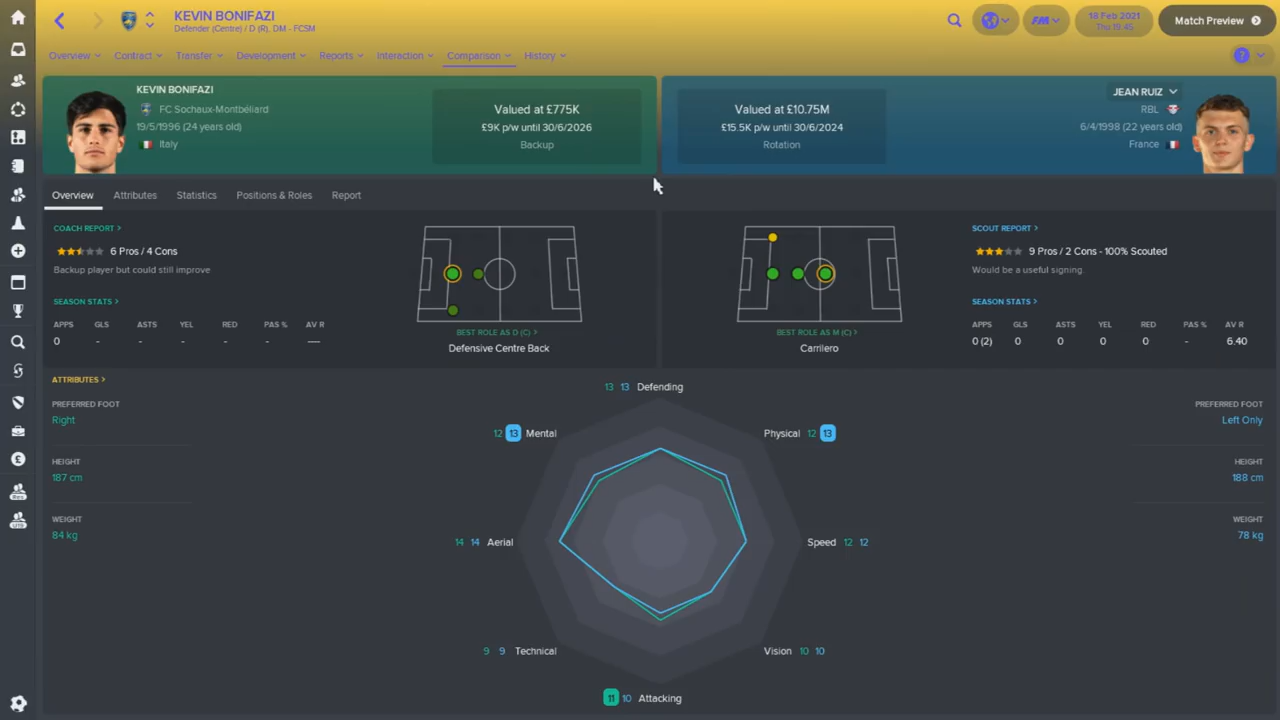 KEVIN BONIFAZI
Defender (Centre) / D (R), DM - FCSM
FM
18 Feb 2021
Thu 19:45
Match Preview
Overview
Contract
Transfer
Development
Reports
Interaction
Comparison
History
?
KEVIN BONIFAZI
FC Sochaux-Montbéliard
19/5/1996 (24 years old)
Italy
Valued at £775K
£9K p/w until 30/6/2026
Backup
Valued at £10.75M
£15.5K p/w until 30/6/2024
Rotation
JEAN RUIZ
RBL
6/4/1998 (22 years old)
France
Overview
Attributes
Statistics
Positions & Roles
Report
COACH REPORT >
6 Pros / 4 Cons
Backup player but could still improve
SEASON STATS >
APPS GLS ASTS YEL RED PAS % AV R
0 - - - - - ---
BEST ROLE AS D (C) >
Defensive Centre Back
BEST ROLE AS M (C) >
Carrilero
SCOUT REPORT >
9 Pros / 2 Cons - 100% Scouted
Would be a useful signing.
SEASON STATS >
APPS GLS ASTS YEL RED PAS % AV R
0 (2) 0 0 0 0 - 6.40
ATTRIBUTES >
PREFERRED FOOT
Right
HEIGHT
187 cm
WEIGHT
84 kg
13 13 Defending
12 13 Mental
Physical 12 13
14 14 Aerial
Speed 12 12
9 9 Technical
Vision 10 10
11 10 Attacking
PREFERRED FOOT
Left Only
HEIGHT
188 cm
WEIGHT
78 kg